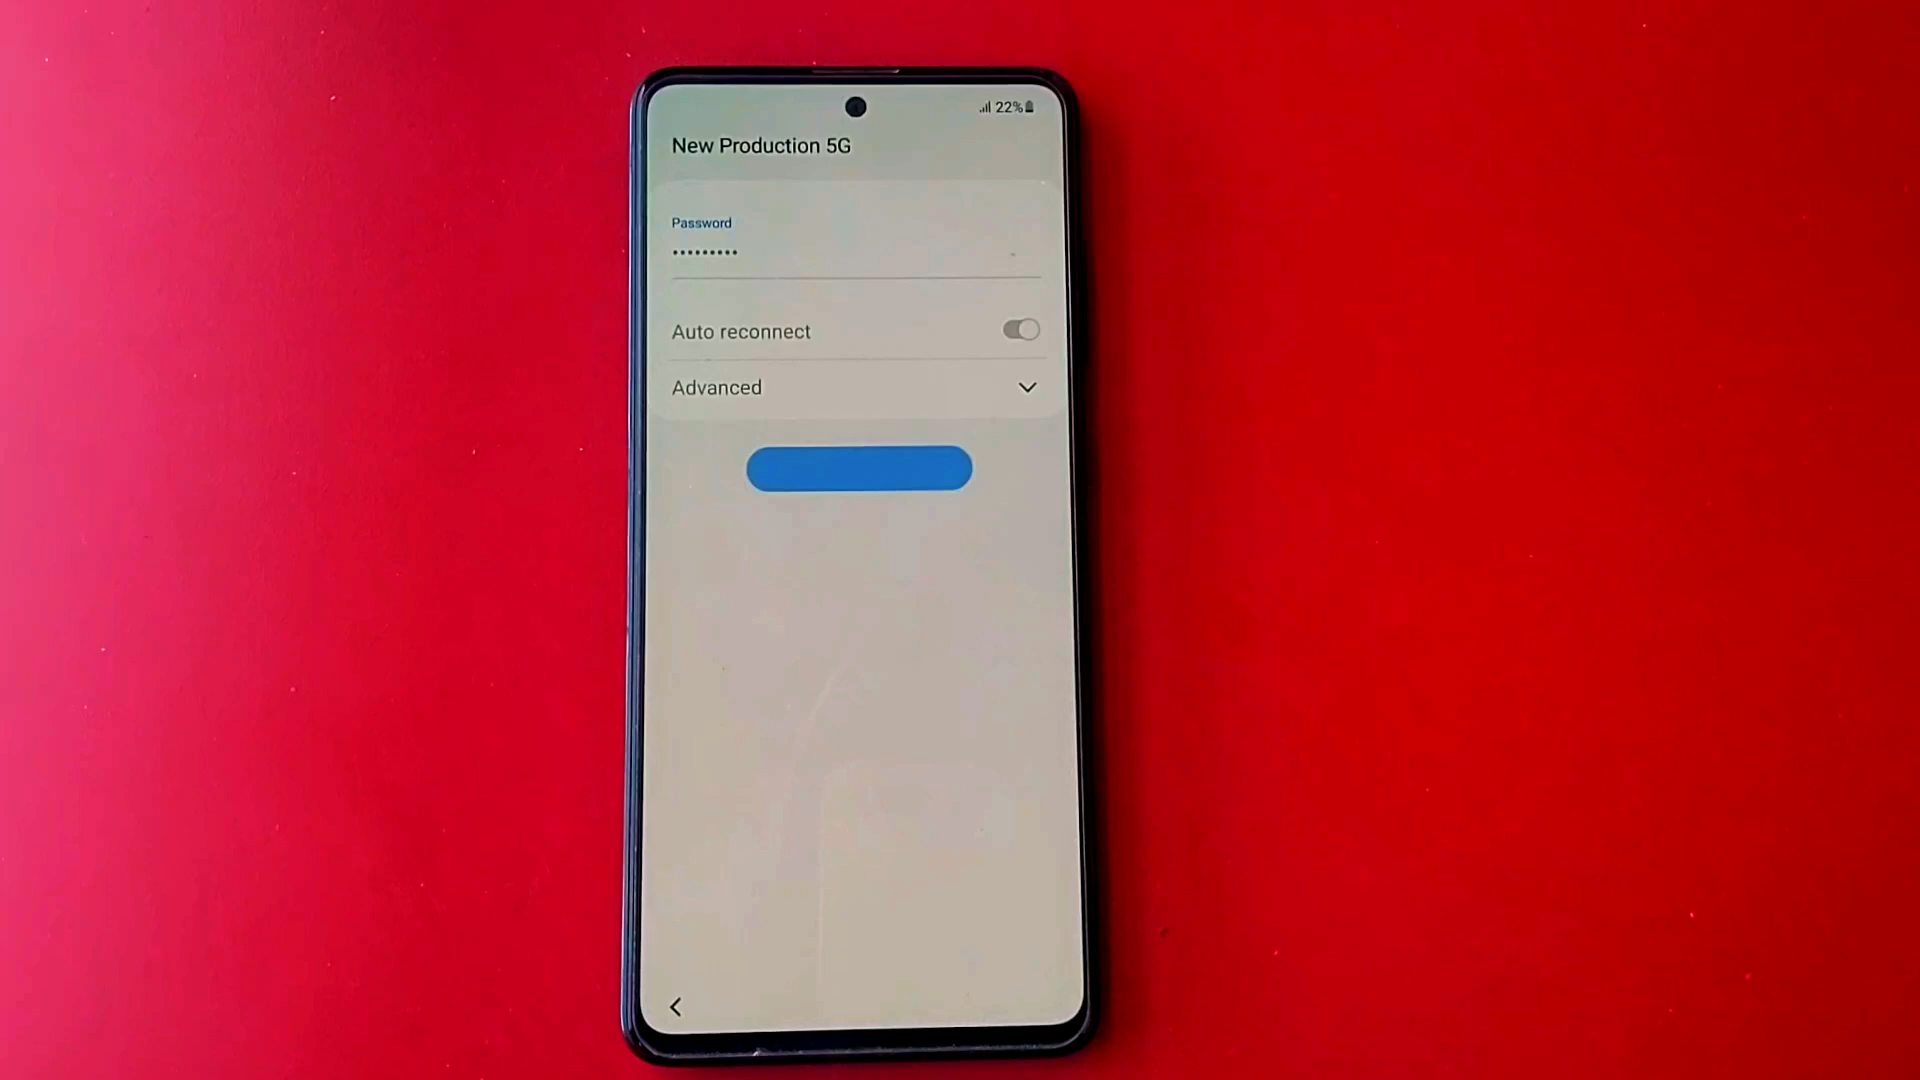 22%
New Production 5G
Password
•••••••••
Auto reconnect
Advanced